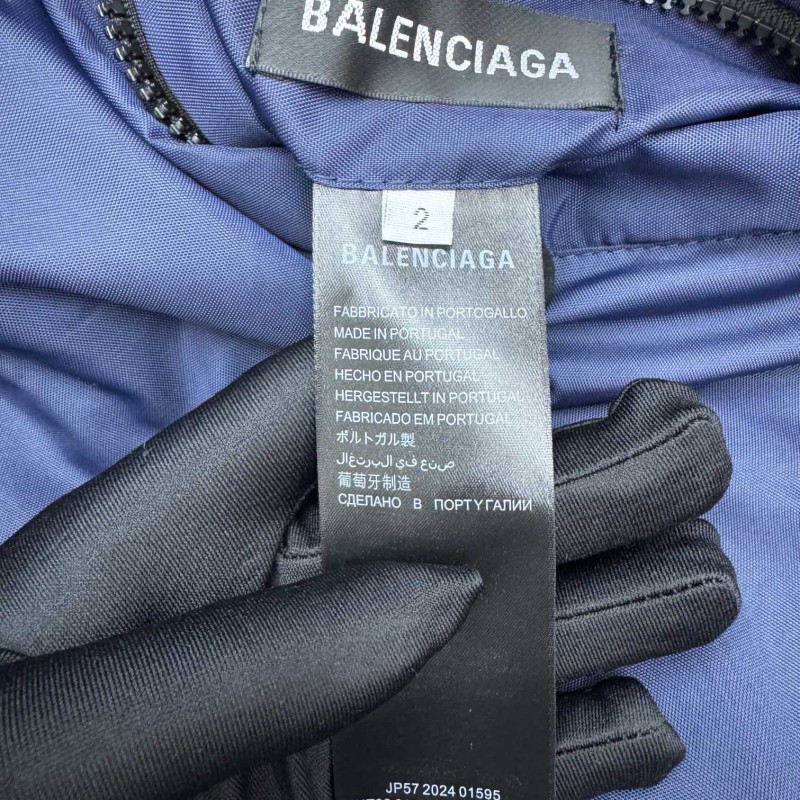 BALENCIAGA
2
BALENCIAGA
FABBRICATO IN PORTOGALLO
MADE IN PORTUGAL
FABRIQUE AU PORTUGAL
HECHO EN PORTUGAL
HERGESTELLT IN PORTUGAL
FABRICADO EM PORTUGAL
ボルトガル製
صنع في البرتغال
葡萄牙制造
СДЕЛАНО В ПОРТУГАЛИИ
JP57 2024 01595